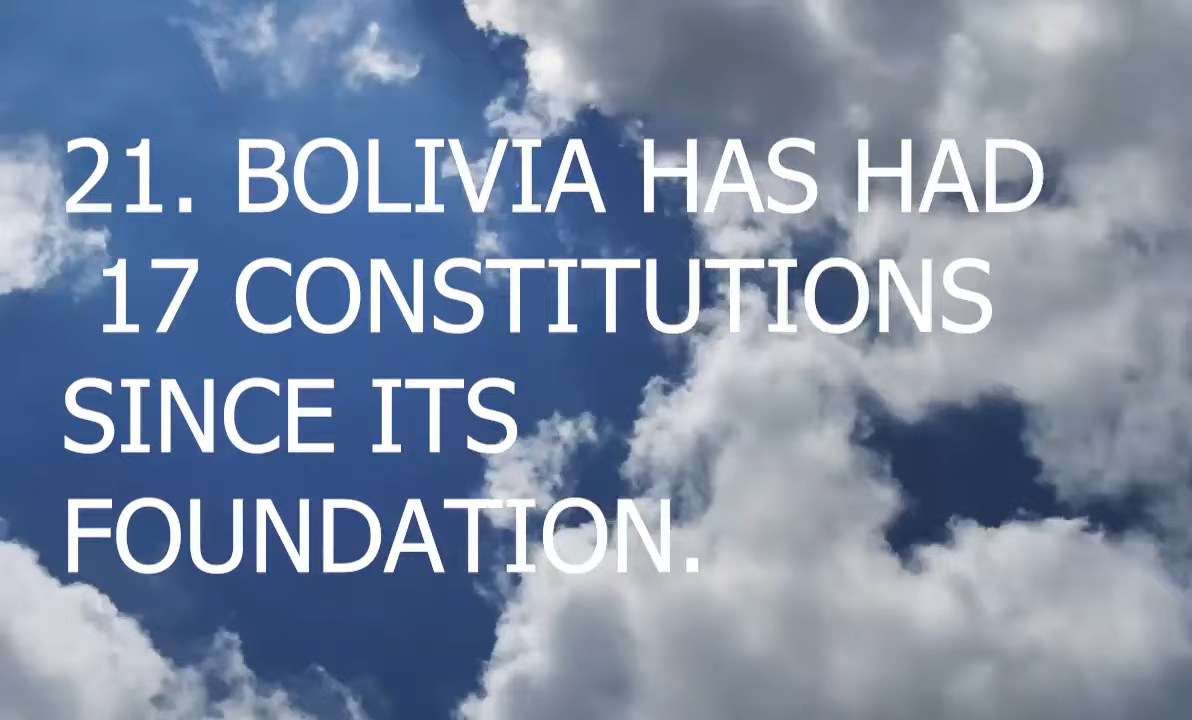 21. BOLIVIA HAS HAD
17 CONSTITUTIONS
SINCE ITS
FOUNDATION.